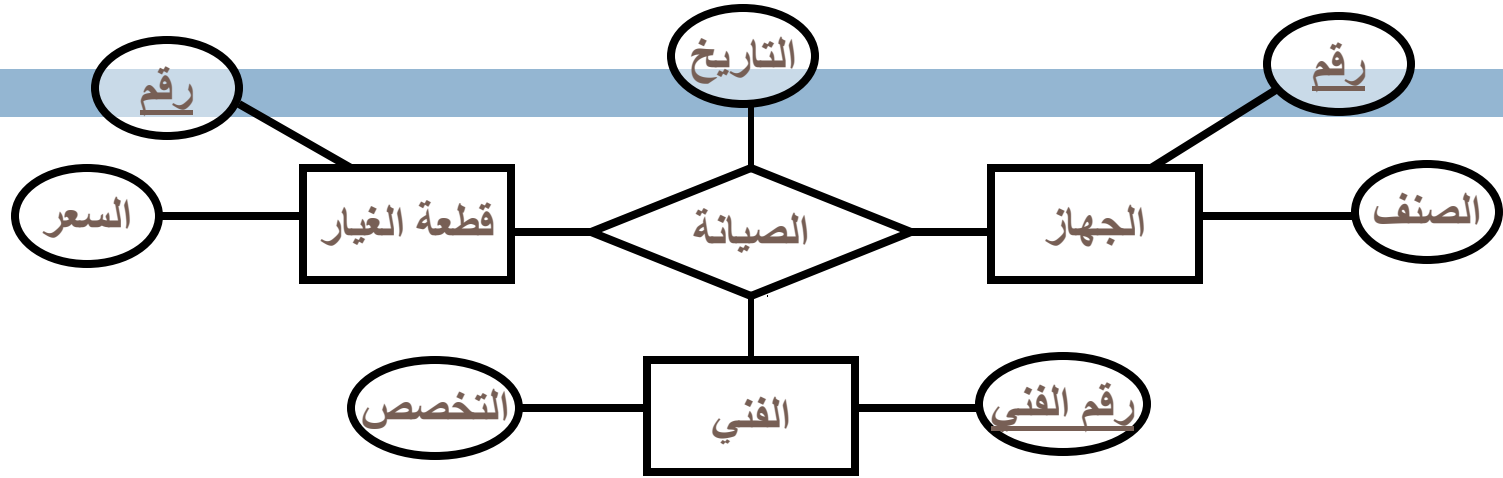 التاريخ
رقم
رقم
الصنف
الجهاز
الصيانة
قطعة الغيار
السعر
رقم الفني
الفني
التخصص